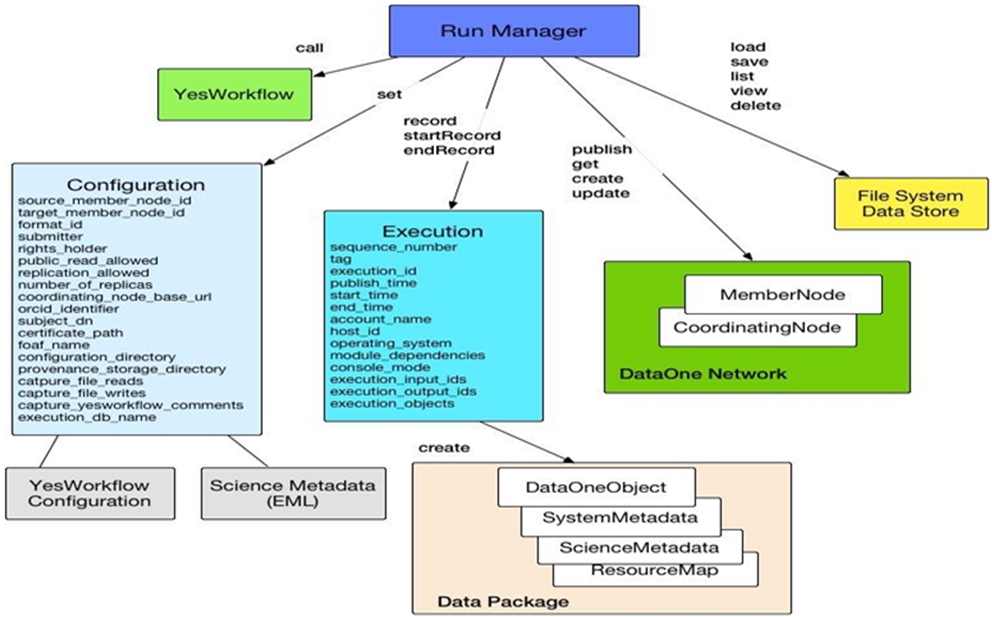 Run Manager
call
YesWorkflow
set
record
startRecord
endRecord
publish
get
create
update
load
save
list
view
delete
File System
Data Store
Configuration
source_member_node_id
target_member_node_id
format_id
submitter
rights_holder
public_read_allowed
replication_allowed
number_of_replicas
coordinating_node_base_url
orcid_identifier
subject_dn
certificate_path
foaf_name
configuration_directory
provenance_storage_directory
catpure_file_reads
capture_file_writes
capture_yesworkflow_comments
execution_db_name
Execution
sequence_number
tag
execution_id
publish_time
start_time
end_time
account_name
host_id
operating_system
module_dependencies
console_mode
execution_input_ids
execution_output_ids
execution_objects
MemberNode
CoordinatingNode
DataOne Network
YesWorkflow
Configuration
Science Metadata
(EML)
create
DataOneObject
SystemMetadata
ScienceMetadata
ResourceMap
Data Package